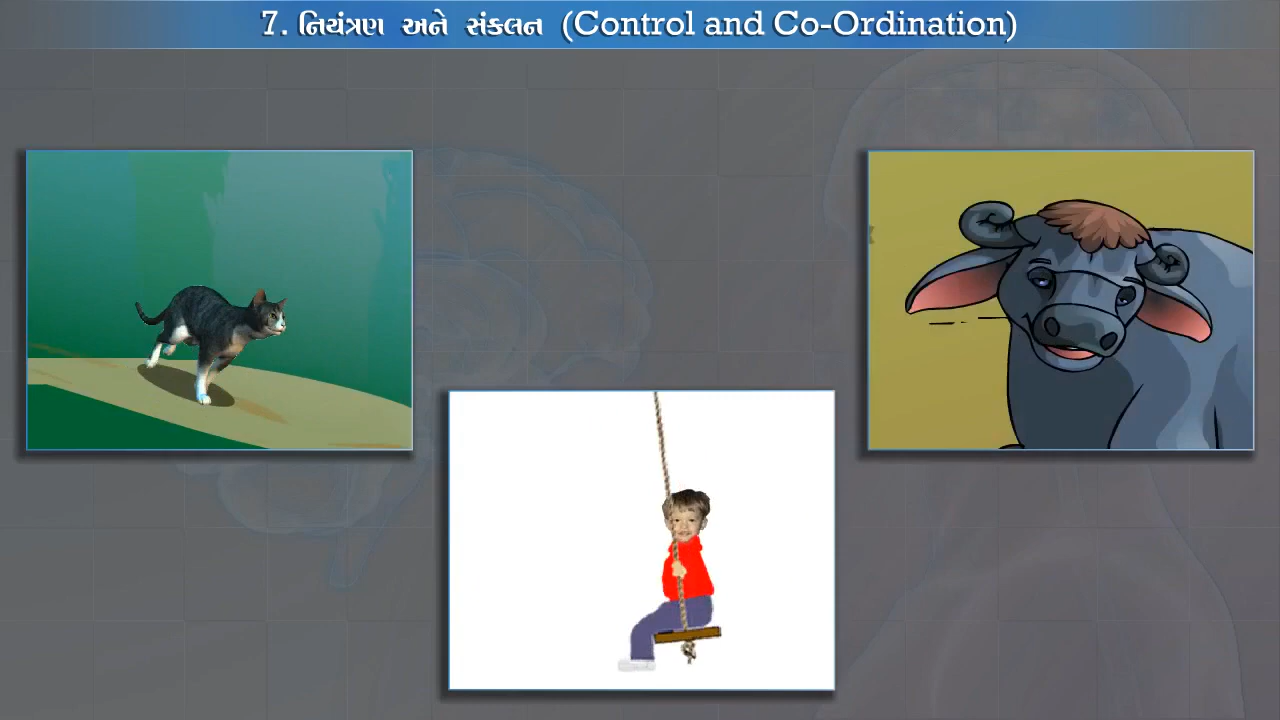 7. નિયંત્રણ અને સંકલન (Control and Co-Ordination)